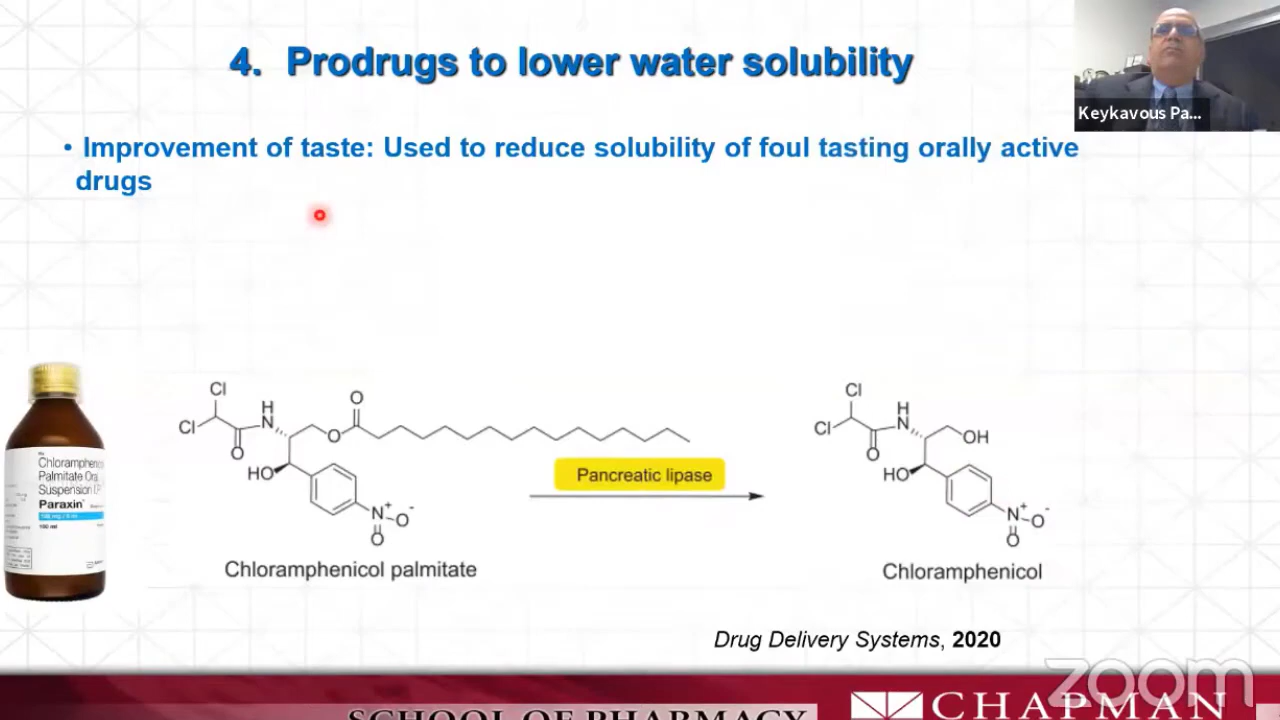 4. Prodrugs to lower water solubility
Keykavous Pa...
• Improvement of taste: Used to reduce solubility of foul tasting orally active
drugs
Chloramphenic
Palmitate Ora
Suspension I.P
Paraxin
100 ml
Cl
Cl
O
H
N
O
O
HO
N+
O-
O
Chloramphenicol palmitate
Pancreatic lipase
Cl
Cl
O
H
N
OH
HO
N+
O-
O
Chloramphenicol
Drug Delivery Systems, 2020
zoom
SCHOOL OF PHARMACY
CHAPMAN